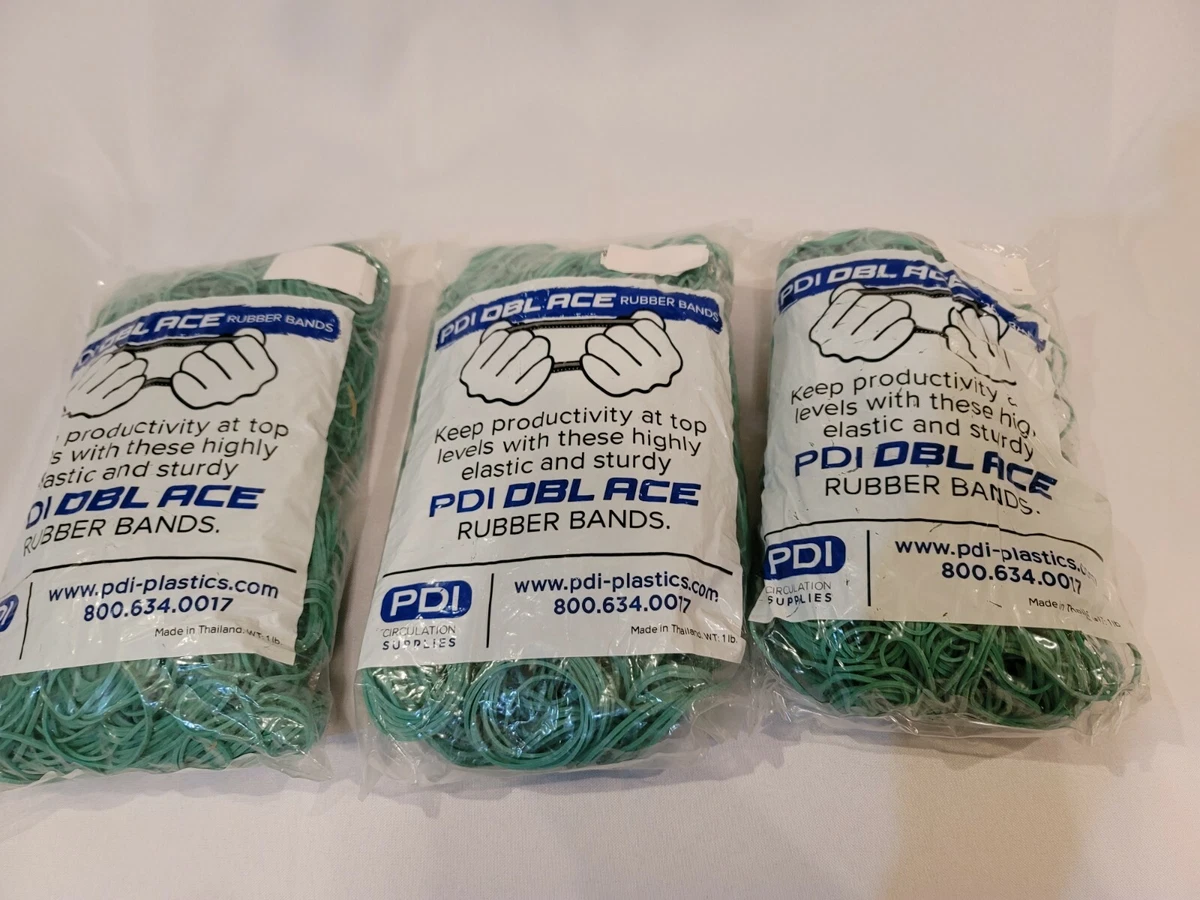 DBL ACE RUBBER BANDS
productivity at top
with these highly
and sturdy
DBL ACE
RUBBER BANDS.
www.pdi-plastics.com
800.634.0017
Made in Thailand. WT: 1 lb.
PDI DBL ACE RUBBER BANDS
Keep productivity at top
levels with these highly
elastic and sturdy
PDI DBL ACE
RUBBER BANDS.
PDI
CIRCULATION
SUPPLIES
www.pdi-plastics.com
800.634.0017
Made in Thailand. WT: 1 lb.
PDI DBL ACE
Keep productivity
levels with these
elastic and sturdy
PDI DBL ACE
RUBBER BANDS.
PDI
CIRCULATION
SUPPLIES
www.pdi-plastics.com
800.634.0017
Made in